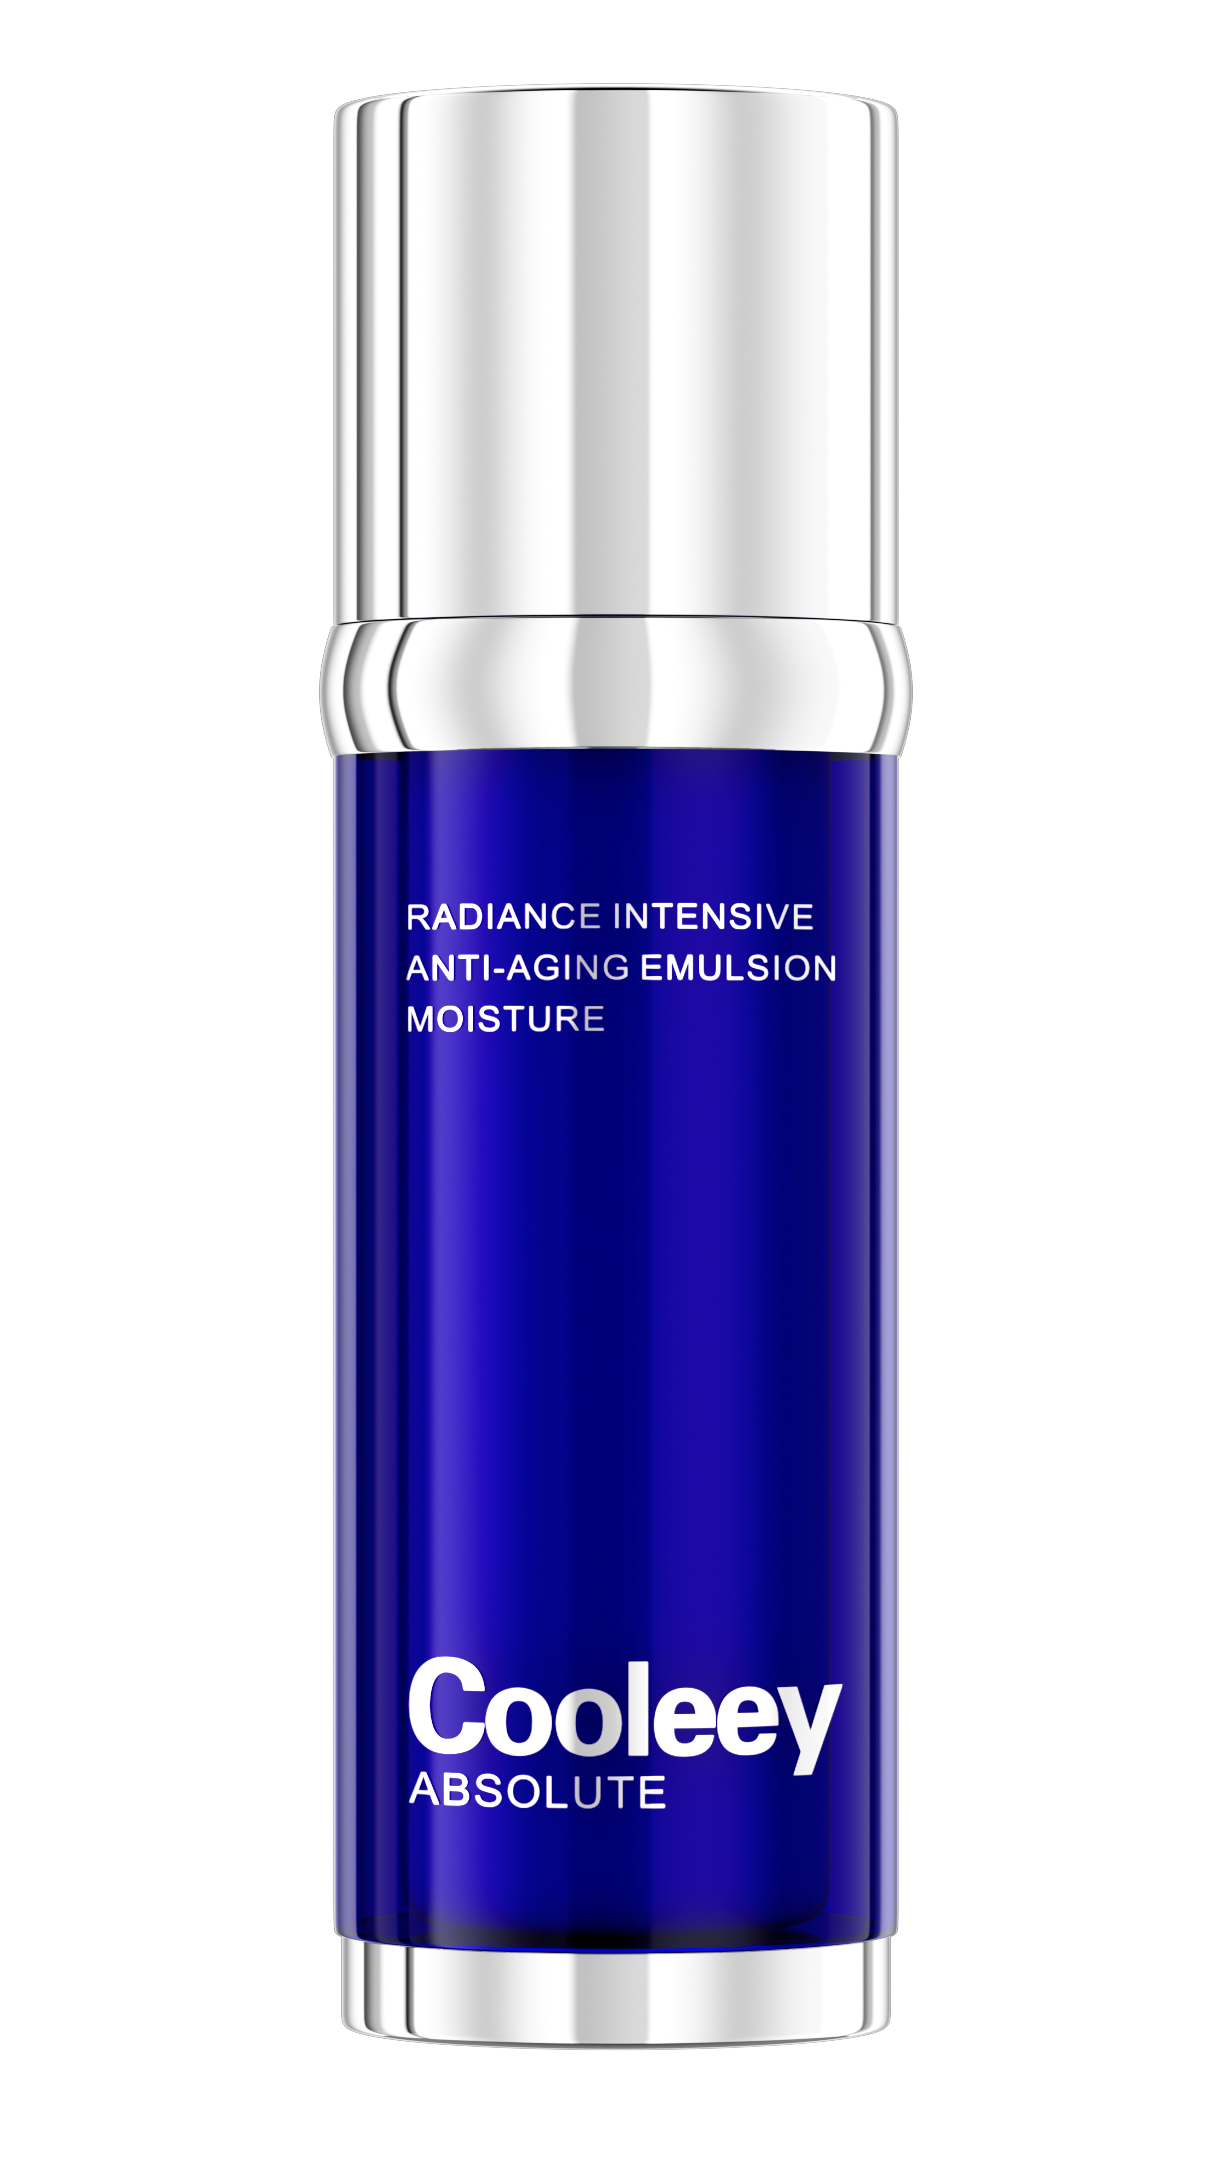 RADIANCE INTENSIVE
ANTI-AGING EMULSION
MOISTURE
Cooleey
ABSOLUTE